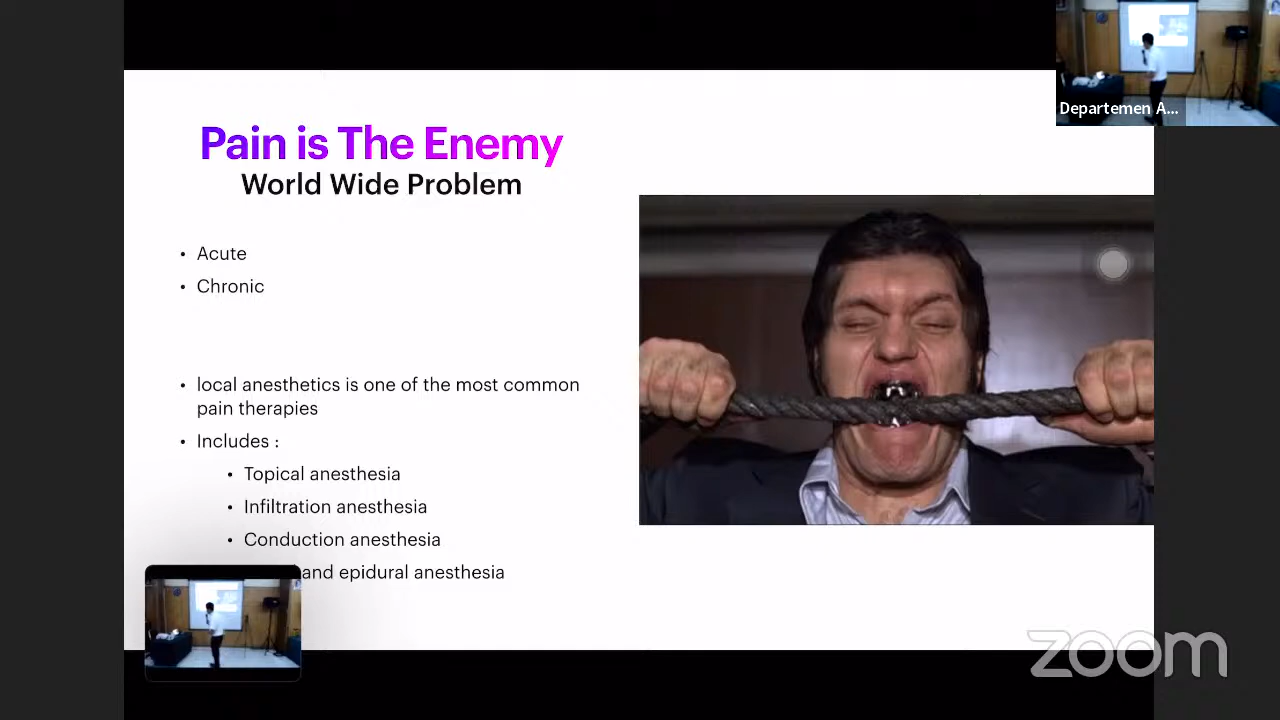 Departemen A...
Pain is The Enemy
World Wide Problem
• Acute
• Chronic
• local anesthetics is one of the most common
pain therapies
• Includes :
• Topical anesthesia
• Infiltration anesthesia
• Conduction anesthesia
and epidural anesthesia
zoom